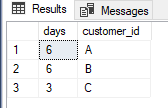 Results Messages
days customer_id
1 6 A
2 6 B
3 3 C